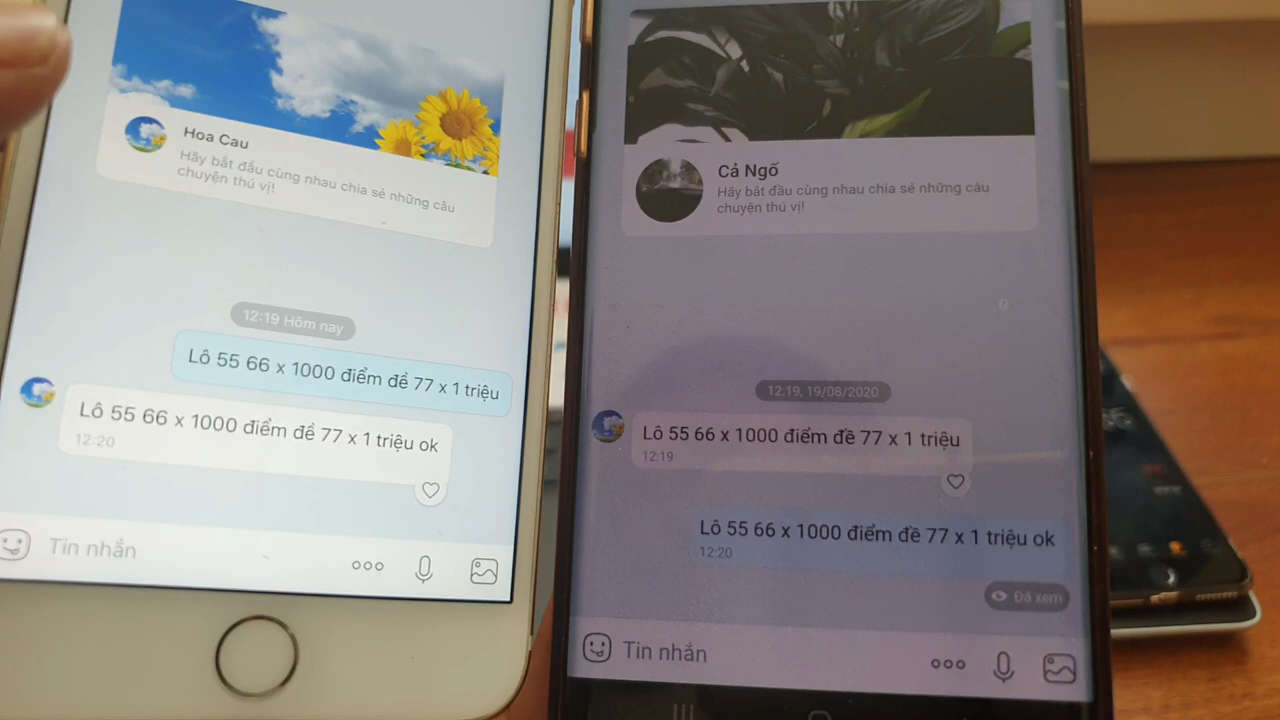 Hoa Cau
Hãy bắt đầu cùng nhau chia sẻ những câu
chuyện thú vị!
12:19 Hôm nay
Lô 55 66 x 1000 điểm đề 77 x 1 triệu
Lô 55 66 x 1000 điểm đề 77 x 1 triệu ok
12:20
Tin nhắn
Cả Ngố
Hãy bắt đầu cùng nhau chia sẻ những câu
chuyện thú vị!
12:19, 19/08/2020
Lô 55 66 x 1000 điểm đề 77 x 1 triệu
12:19
Lô 55 66 x 1000 điểm đề 77 x 1 triệu ok
12:20
Đã xem
Tin nhắn